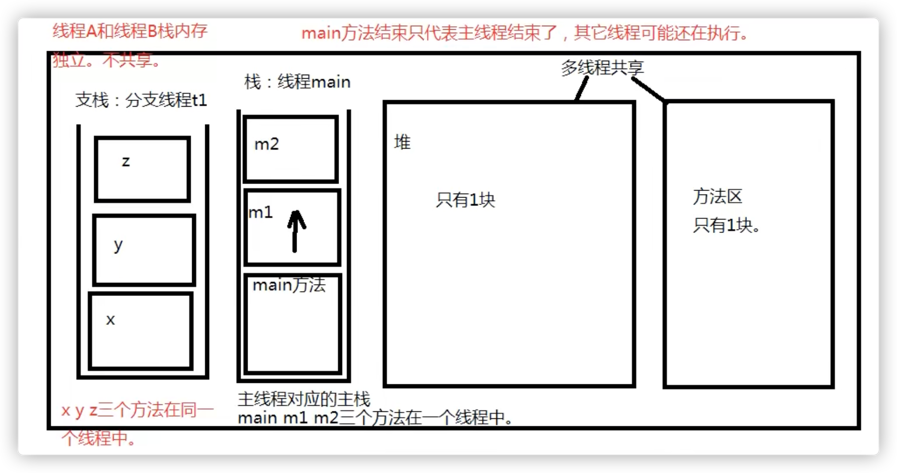 线程A和线程B栈内存
独立。不共享。
main方法结束只代表主线程结束了，其它线程可能还在执行。
多线程共享
支栈：分支线程t1
栈：线程main
z
y
x
m2
m1
main方法
堆
只有1块
方法区
只有1块。
x y z三个方法在同一
个线程中。
主线程对应的主栈
main m1 m2三个方法在一个线程中。